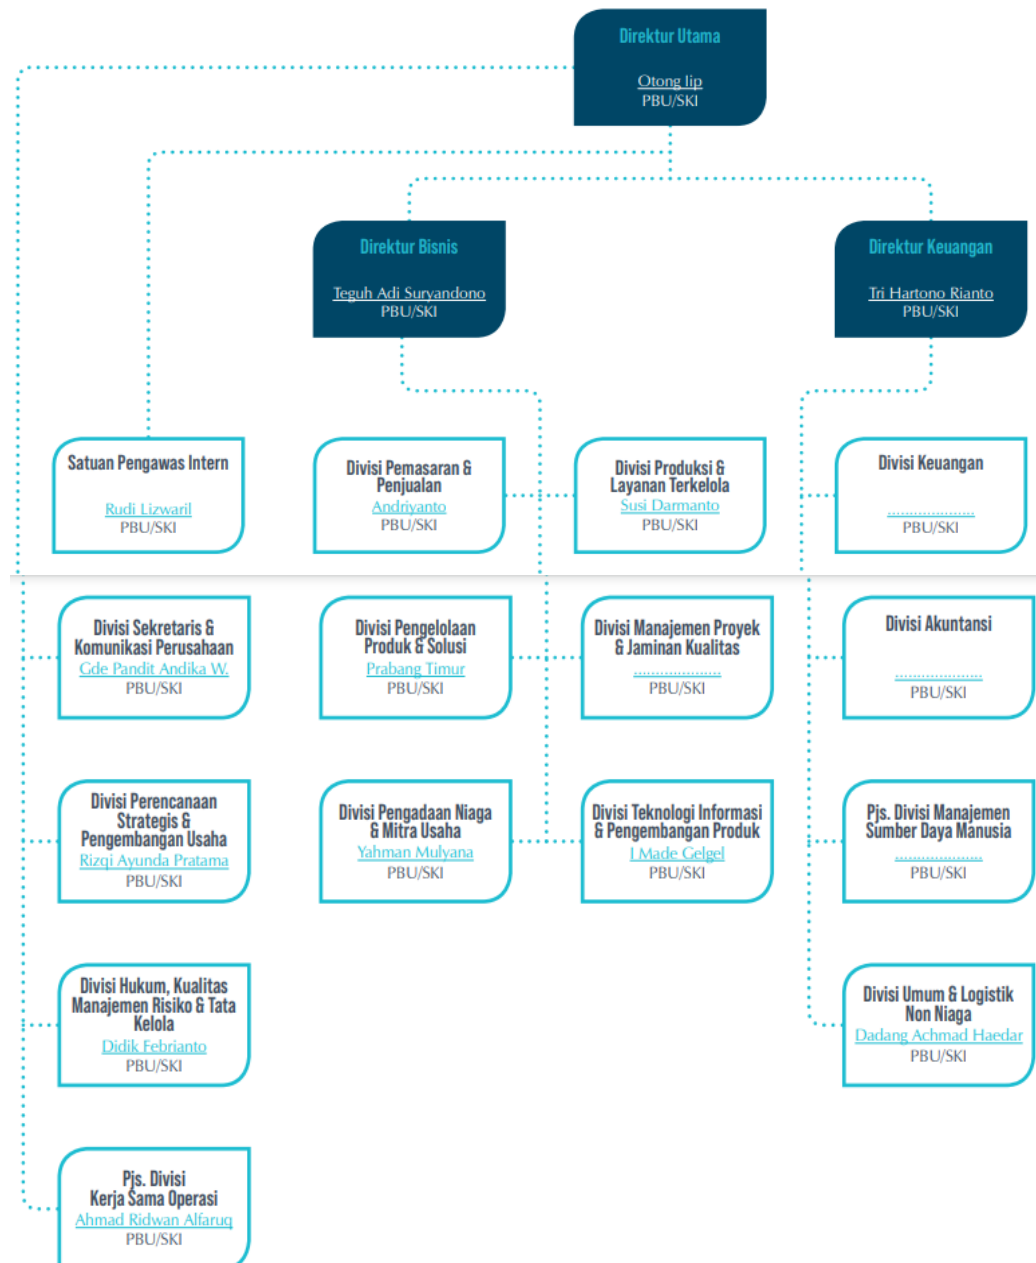 Direktur Utama
Otong Iip
PBU/SKI
Direktur Bisnis
Teguh Adi Suryandono
PBU/SKI
Direktur Keuangan
Tri Hartono Rianto
PBU/SKI
Satuan Pengawas Intern
Rudi Lizwaril
PBU/SKI
Divisi Pemasaran &
Penjualan
Andriyanto
PBU/SKI
Divisi Produksi &
Layanan Terkelola
Susi Darmanto
PBU/SKI
Divisi Keuangan
....................
PBU/SKI
Divisi Sekretaris &
Komunikasi Perusahaan
Gde Pandit Andika W.
PBU/SKI
Divisi Pengelolaan
Produk & Solusi
Prabang Timur
PBU/SKI
Divisi Manajemen Proyek
& Jaminan Kualitas
....................
PBU/SKI
Divisi Akuntansi
....................
PBU/SKI
Divisi Perencanaan
Strategis &
Pengembangan Usaha
Rizqi Ayunda Pratama
PBU/SKI
Divisi Pengadaan Niaga
& Mitra Usaha
Yahman Mulyana
PBU/SKI
Divisi Teknologi Informasi
& Pengembangan Produk
I Made Gelgel
PBU/SKI
Pjs. Divisi Manajemen
Sumber Daya Manusia
....................
PBU/SKI
Divisi Hukum, Kualitas
Manajemen Risiko & Tata
Kelola
Didik Febrianto
PBU/SKI
Divisi Umum & Logistik
Non Niaga
Dadang Achmad Haedar
PBU/SKI
Pjs. Divisi
Kerja Sama Operasi
Ahmad Ridwan Alfaruq
PBU/SKI